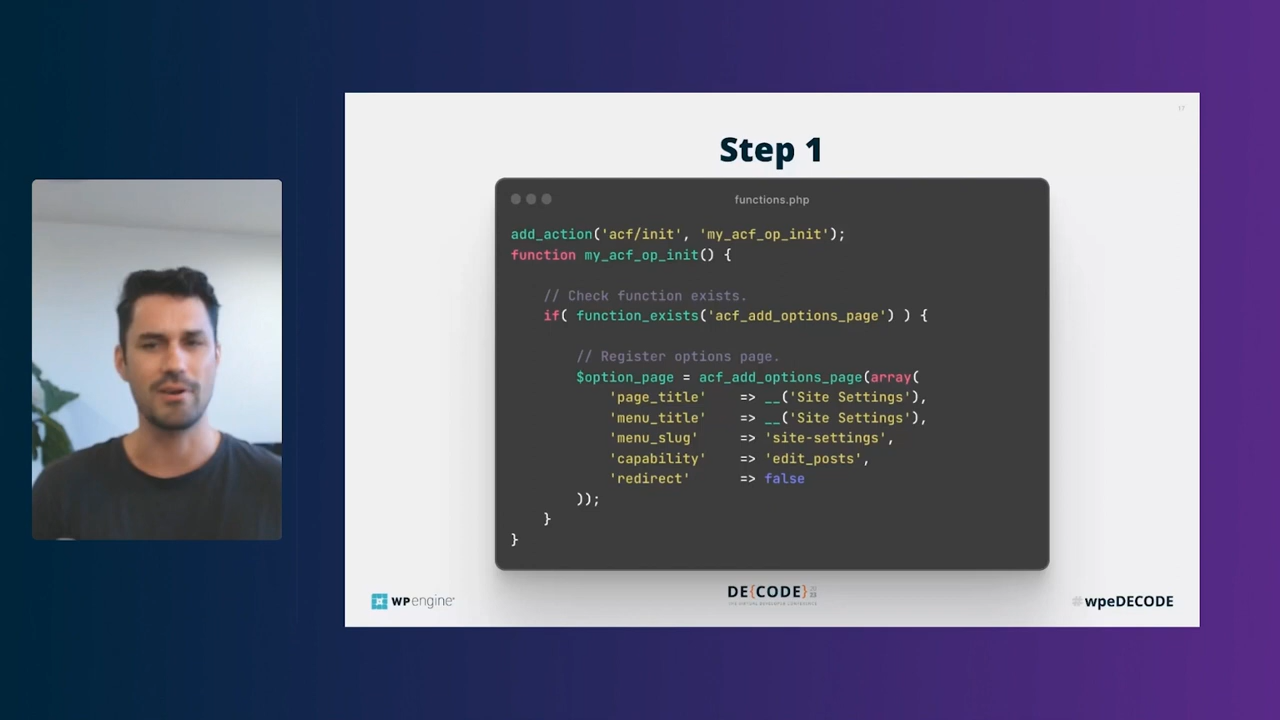 17
Step 1
functions.php
add_action('acf/init', 'my_acf_op_init');
function my_acf_op_init() {
// Check function exists.
if( function_exists('acf_add_options_page') ) {
// Register options page.
$option_page = acf_add_options_page(array(
'page_title' => __('Site Settings'),
'menu_title' => __('Site Settings'),
'menu_slug' => 'site-settings',
'capability' => 'edit_posts',
'redirect' => false
));
}
}
WPengine
DE{CODE}
#wpeDECODE